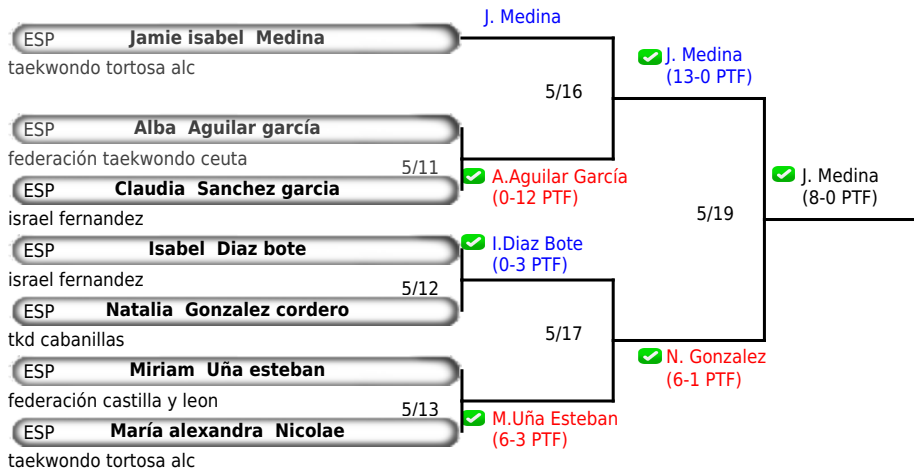 J. Medina
ESP Jamie isabel Medina
taekwondo tortosa alc
J. Medina
(13-0 PTF)
5/16
ESP Alba Aguilar garcía
federación taekwondo ceuta
5/11
A.Aguilar García
(0-12 PTF)
ESP Claudia Sanchez garcia
israel fernandez
J. Medina
(8-0 PTF)
5/19
ESP Isabel Diaz bote
israel fernandez
I.Diaz Bote
(0-3 PTF)
5/12
ESP Natalia Gonzalez cordero
tkd cabanillas
5/17
N. Gonzalez
(6-1 PTF)
ESP Miriam Uña esteban
federación castilla y leon
5/13
M.Uña Esteban
(6-3 PTF)
ESP María alexandra Nicolae
taekwondo tortosa alc